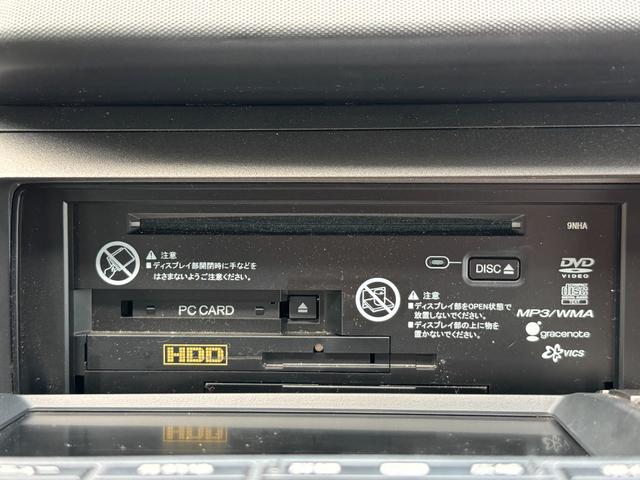 9NHA
⚠ 注意
■ディスプレイ部開閉時に手などを
はさまないようご注意ください。
DISC ⏏
DVD
VIDEO
disc
⚠ 注意
■ディスプレイ部をOPEN状態で
放置しないでください。
■ディスプレイ部の上に物を
置かないでください。
PC CARD
MP3/WMA
gracenote
VICS
HDD